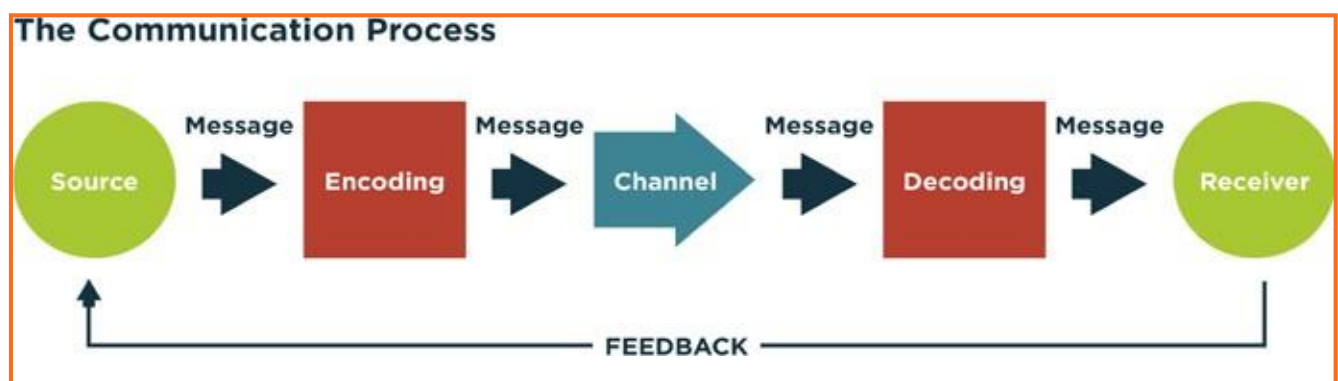 The Communication Process
Message Message Message Message
Source Encoding Channel Decoding Receiver
FEEDBACK